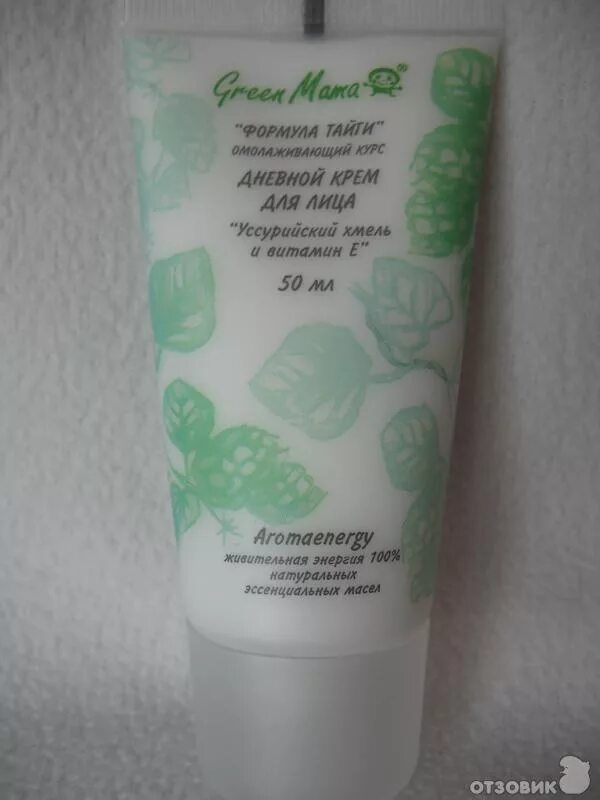 Green Mama®
"ФОРМУЛА ТАЙГИ"
ОМОЛАЖИВАЮЩИЙ КУРС
ДНЕВНОЙ КРЕМ
ДЛЯ ЛИЦА
"Уссурийский хмель
и витамин Е"
50 мл
Aromaenergy
живительная энергия 100%
натуральных
эссенциальных масел
ОТЗОВИК